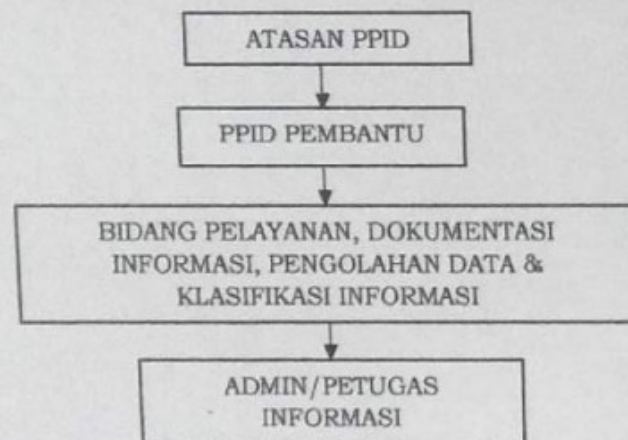 ATASAN PPID
PPID PEMBANTU
BIDANG PELAYANAN, DOKUMENTASI
INFORMASI, PENGOLAHAN DATA &
KLASIFIKASI INFORMASI
ADMIN/PETUGAS
INFORMASI